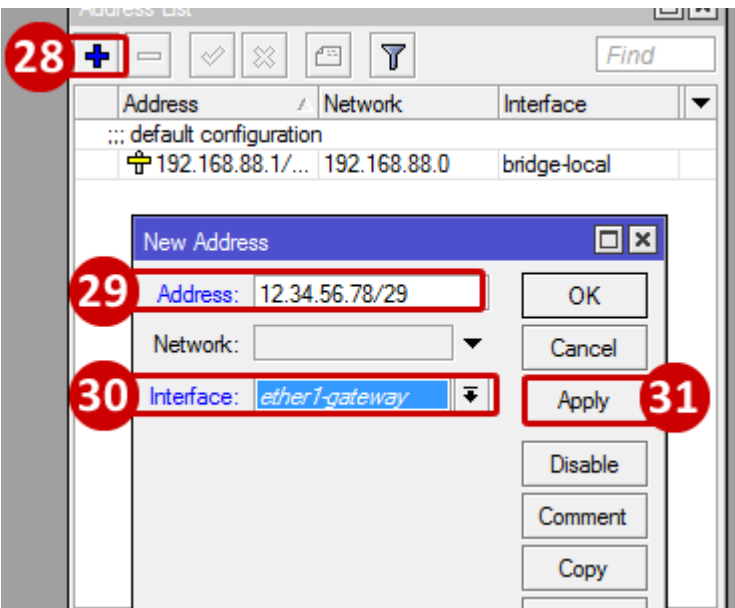 Address List
28
Find
Address Network Interface
;;; default configuration
192.168.88.1/... 192.168.88.0 bridge-local
New Address
29 Address: 12.34.56.78/29 OK
Network: Cancel
30 Interface: ether1-gateway Apply 31
Disable
Comment
Copy